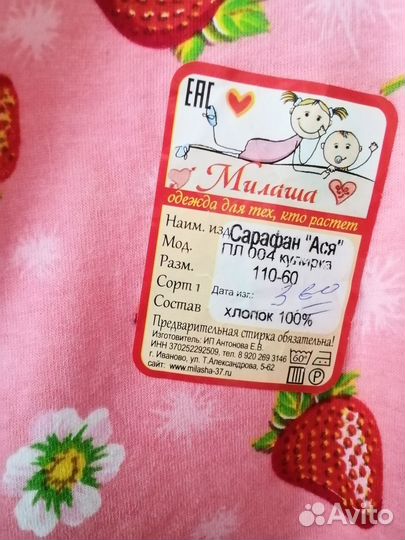 EAC
Милаша
одежда для тех, кто растет
Наим. изд. Сарафан "Ася"
Мод. ПЛ 004 кулирка
Разм. 110-60
Сорт 1 Дата изг.:
Состав хлопок 100%
Предварительная стирка обязательна!
Изготовитель: ИП Антонова Е.В.
ИНН 370252292509, тел. 8 920 269 3146
г. Иваново, ул. Т.Александрова, 5-62
сайт: www.milasha-37.ru
60°
P
Avito